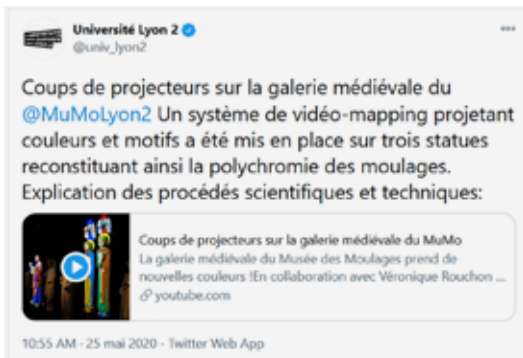 Université Lyon 2
@univ_lyon2
Coups de projecteurs sur la galerie médiévale du
@MuMoLyon2 Un système de vidéo-mapping projetant
couleurs et motifs a été mis en place sur trois statues
reconstituant ainsi la polychromie des moulages.
Explication des procédés scientifiques et techniques:
Coups de projecteurs sur la galerie médiévale du MuMo
La galerie médiévale du Musée des Moulages prend de
nouvelles couleurs !En collaboration avec Véronique Rouchon ...
youtube.com
10:55 AM · 25 mai 2020 · Twitter Web App